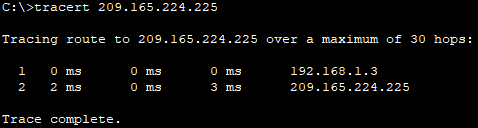 C:\>tracert 209.165.224.225
Tracing route to 209.165.224.225 over a maximum of 30 hops:
1 0 ms 0 ms 0 ms 192.168.1.3
2 2 ms 0 ms 3 ms 209.165.224.225
Trace complete.